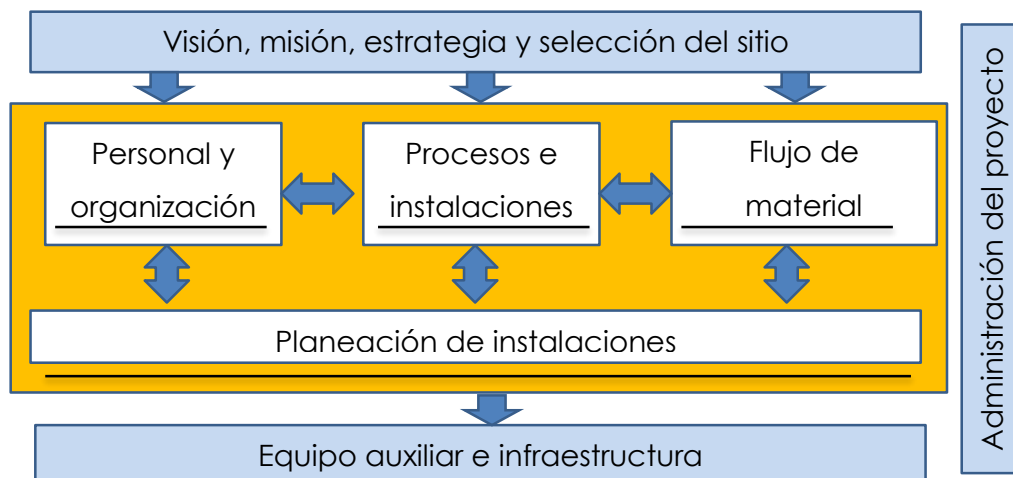 Visión, misión, estrategia y selección del sitio
Personal y
organización
Procesos e
instalaciones
Flujo de
material
Planeación de instalaciones
Equipo auxiliar e infraestructura
Administración del proyecto